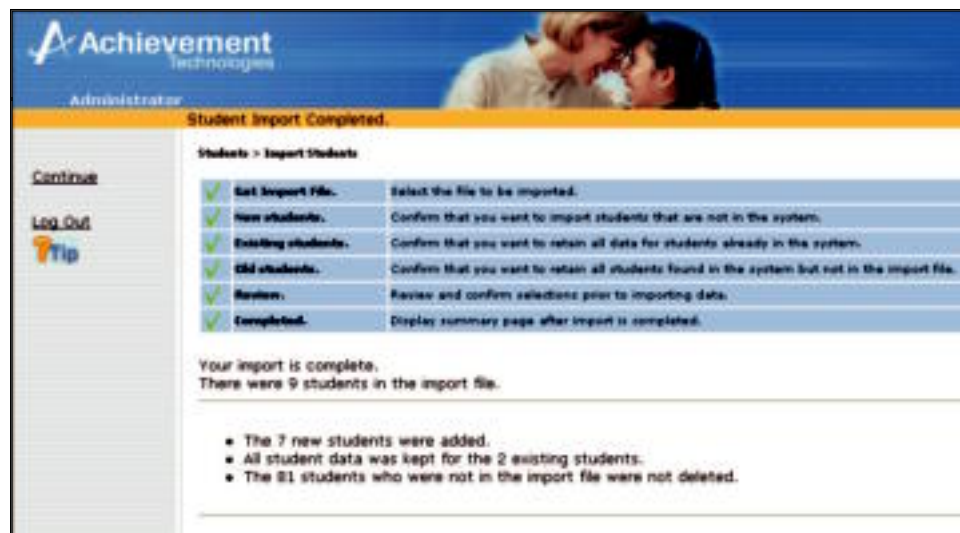 Achievement
Technologies
Administrator
Student Import Completed.
Students > Import Students
Continue
Log Out
Tip
Get Import File. Select the file to be imported.
New students. Confirm that you want to import students that are not in the system.
Existing students. Confirm that you want to retain all data for students already in the system.
Old students. Confirm that you want to retain all students found in the system but not in the import file.
Review. Review and confirm selections prior to importing data.
Completed. Display summary page after import is completed.
Your import is complete.
There were 9 students in the import file.
• The 7 new students were added.
• All student data was kept for the 2 existing students.
• The 81 students who were not in the import file were not deleted.